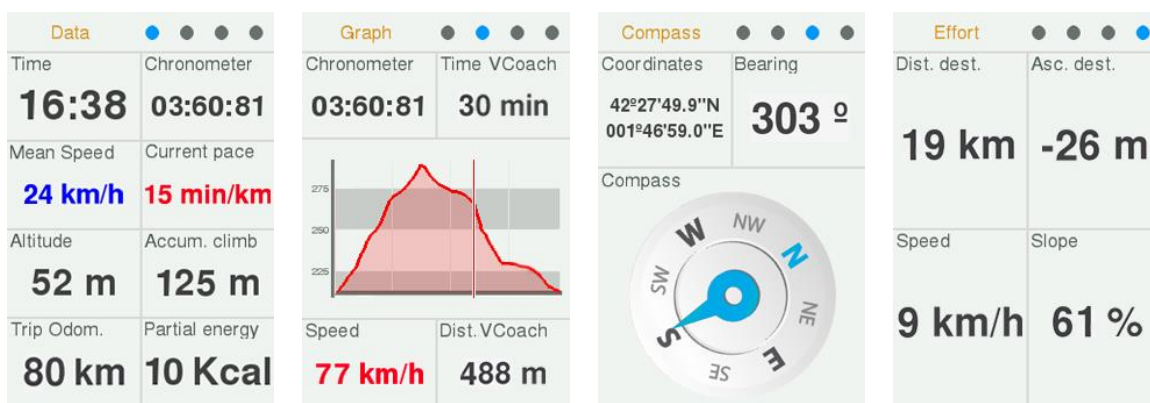 Data
Time
Chronometer
16:38
03:60:81
Mean Speed
Current pace
24 km/h
15 min/km
Altitude
Accum. climb
52 m
125 m
Trip Odom.
Partial energy
80 km
10 Kcal
Graph
Chronometer
Time VCoach
03:60:81
30 min
275
250
225
Speed
Dist.VCoach
77 km/h
488 m
Compass
Coordinates
Bearing
42º27'49.9"N
001º46'59.0"E
303 º
Compass
N
NE
E
SE
S
SW
W
NW
Effort
Dist. dest.
Asc. dest.
19 km
-26 m
Speed
Slope
9 km/h
61 %